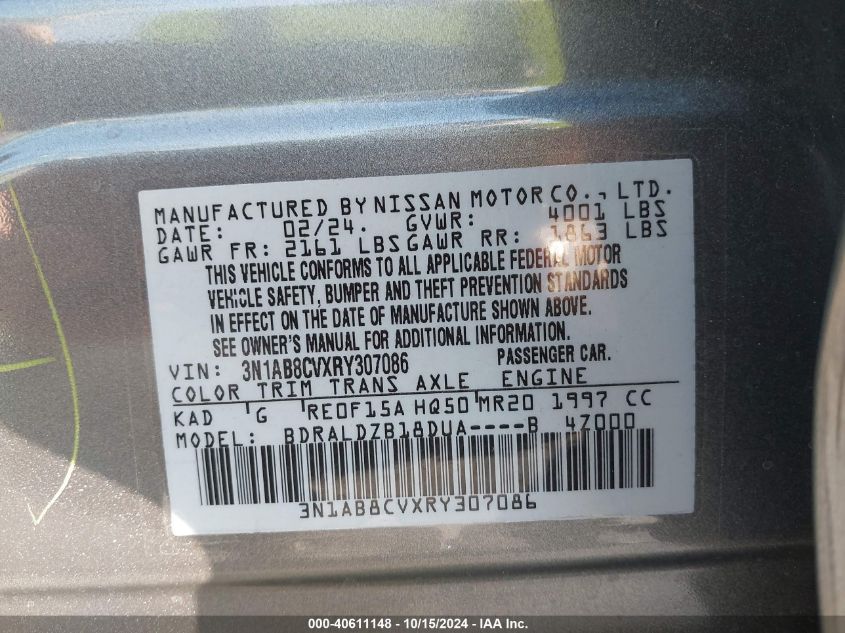 MANUFACTURED BY NISSAN MOTOR CO., LTD.
DATE: 02/24. GVWR: 4001 LBS
GAWR FR: 2161 LBS GAWR RR: 1863 LBS
THIS VEHICLE CONFORMS TO ALL APPLICABLE FEDERAL MOTOR
VEHICLE SAFETY, BUMPER AND THEFT PREVENTION STANDARDS
IN EFFECT ON THE DATE OF MANUFACTURE SHOWN ABOVE.
SEE OWNER'S MANUAL FOR ADDITIONAL INFORMATION.
VIN: 3N1AB8CVXRY307086 PASSENGER CAR.
COLOR TRIM TRANS AXLE ENGINE
KAD G RE0F15A HQ50 MR20 1997 CC
MODEL: BDRALDZB18DUA----B 4Z000
3N1AB8CVXRY307086
000-40611148 - 10/15/2024 - IAA Inc.